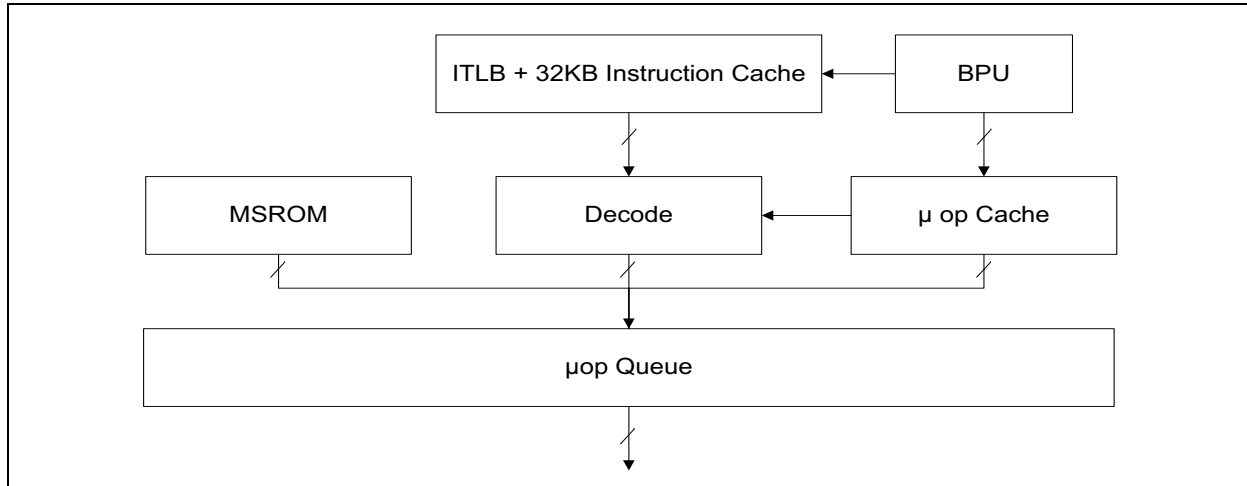 ITLB + 32KB Instruction Cache
BPU
MSROM
Decode
μ op Cache
μop Queue